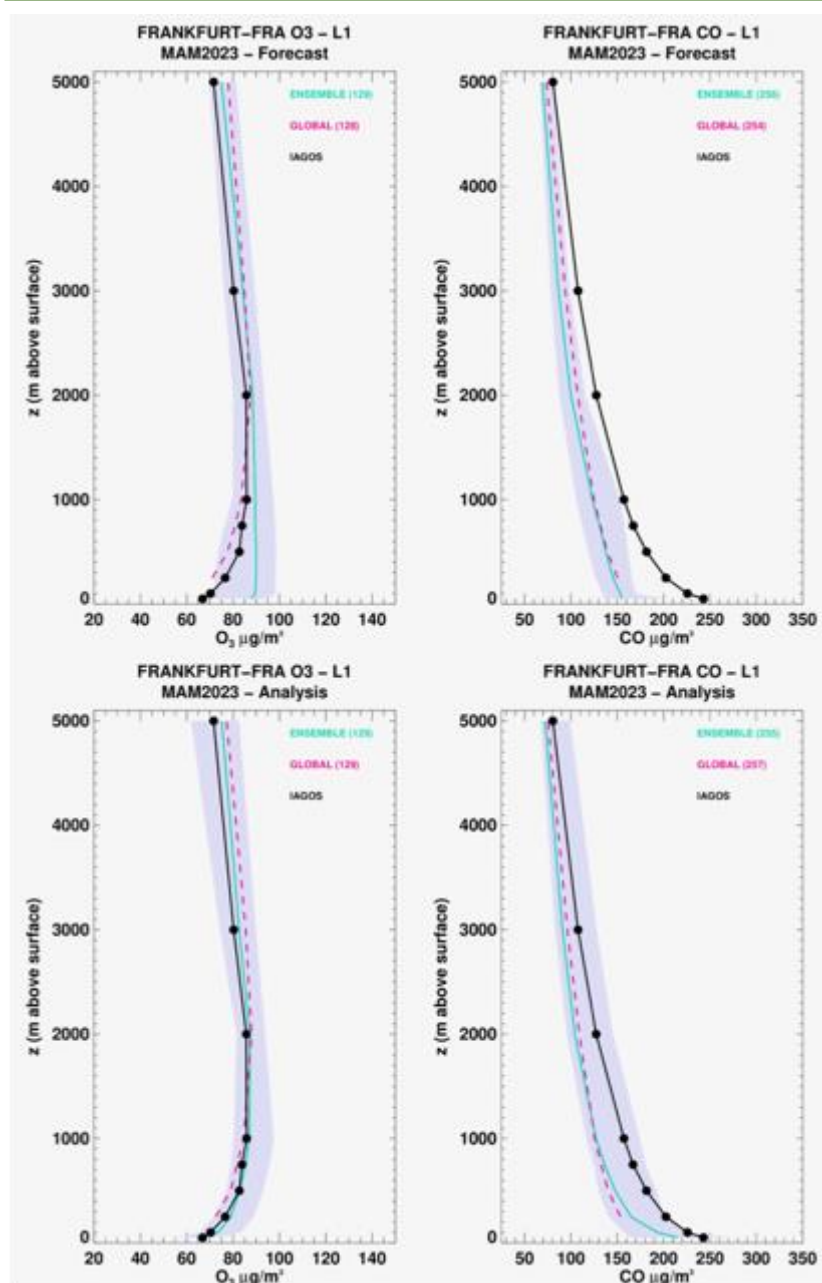 FRANKFURT−FRA O3 − L1
MAM2023 − Forecast
5000
4000
3000
2000
1000
0
z (m above surface)
ENSEMBLE (129)
GLOBAL (128)
IAGOS
20 40 60 80 100 120 140
O₃ µg/m³
FRANKFURT−FRA CO − L1
MAM2023 − Forecast
5000
4000
3000
2000
1000
0
z (m above surface)
ENSEMBLE (255)
GLOBAL (254)
IAGOS
50 100 150 200 250 300 350
CO µg/m³
FRANKFURT−FRA O3 − L1
MAM2023 − Analysis
5000
4000
3000
2000
1000
0
z (m above surface)
ENSEMBLE (129)
GLOBAL (129)
IAGOS
20 40 60 80 100 120 140
O₃ µg/m³
FRANKFURT−FRA CO − L1
MAM2023 − Analysis
5000
4000
3000
2000
1000
0
z (m above surface)
ENSEMBLE (255)
GLOBAL (257)
IAGOS
50 100 150 200 250 300 350
CO µg/m³